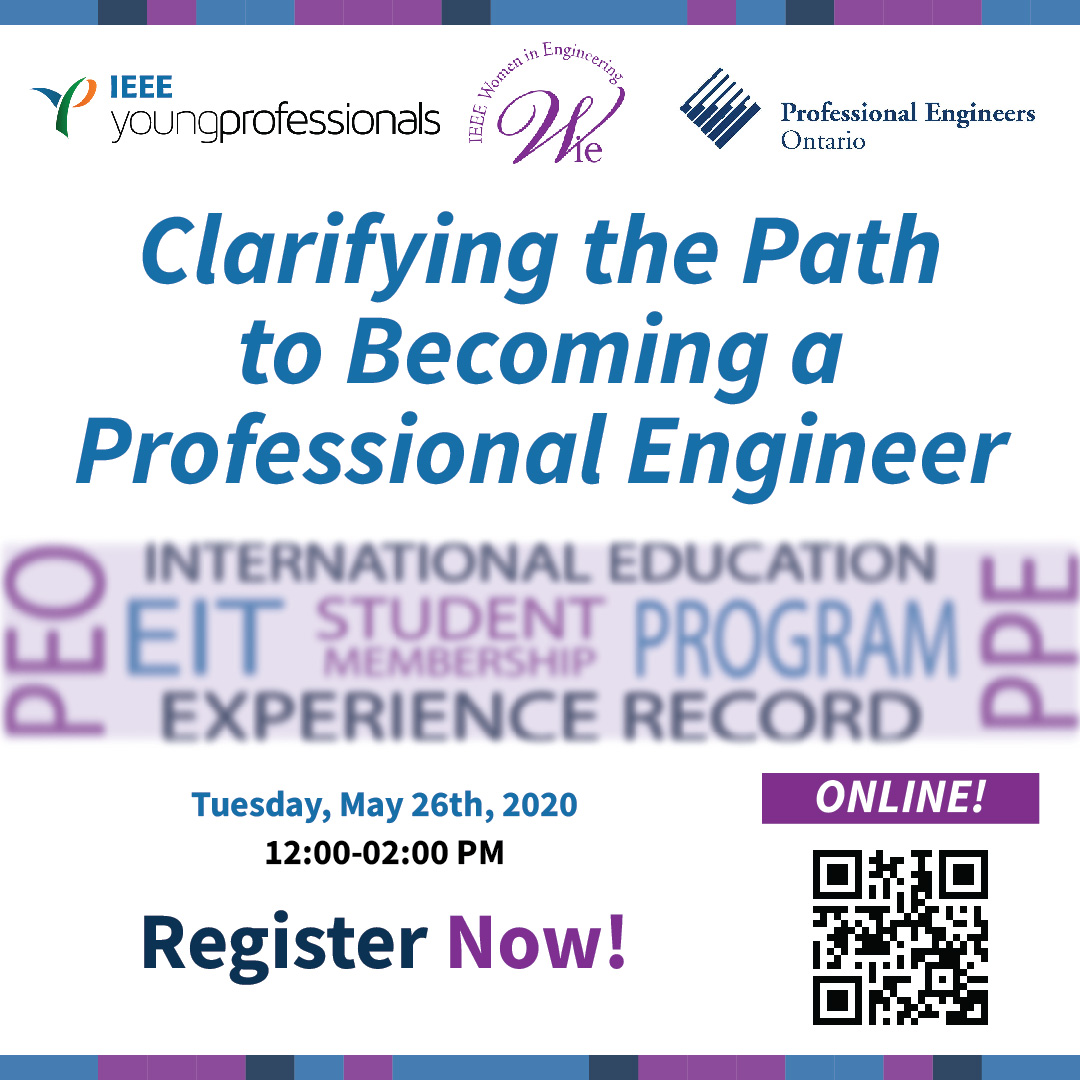 IEEE
youngprofessionals
IEEE Women in Engineering
Wie
Professional Engineers
Ontario
Clarifying the Path
to Becoming a
Professional Engineer
PEO
INTERNATIONAL EDUCATION
EIT
STUDENT
MEMBERSHIP
PROGRAM
EXPERIENCE RECORD
PPE
Tuesday, May 26th, 2020
12:00-02:00 PM
ONLINE!
Register Now!